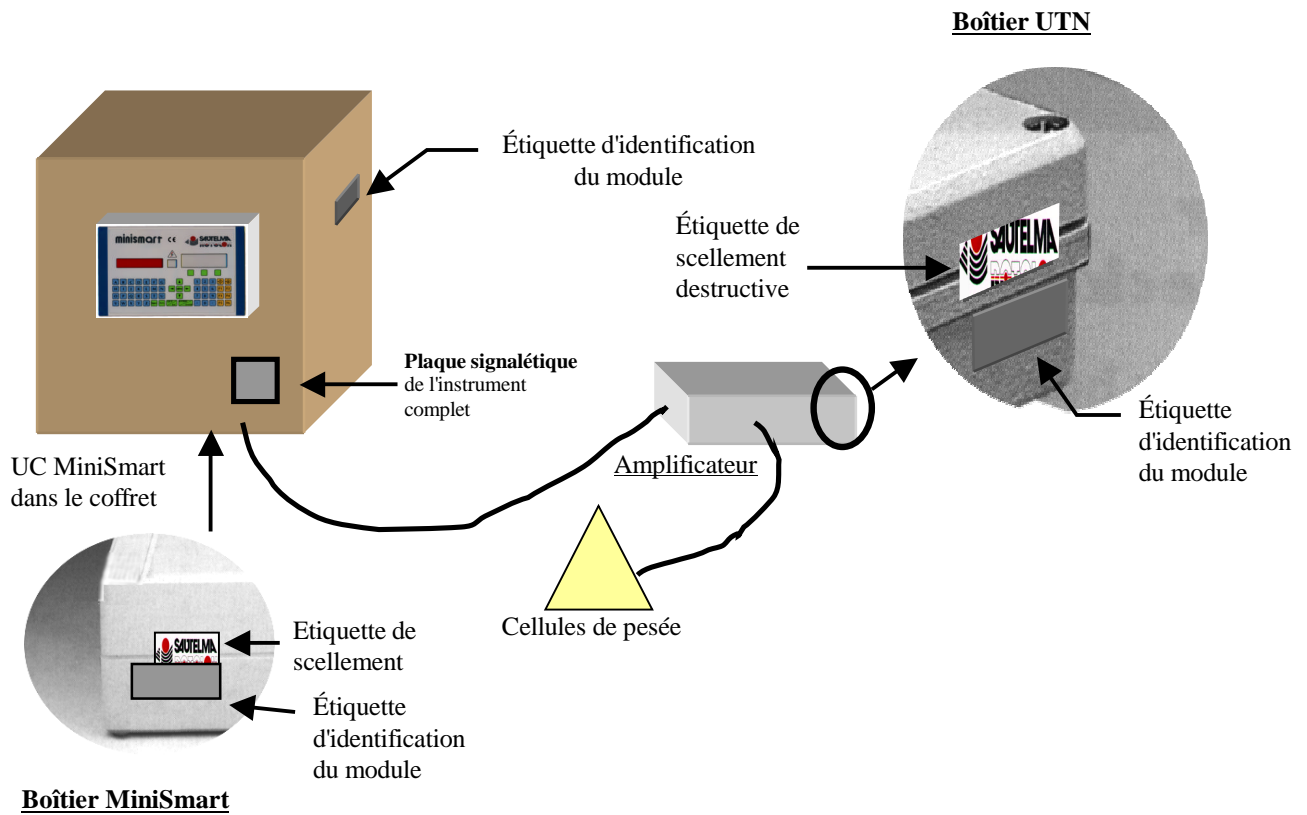 Boîtier UTN
Étiquette d'identification
du module
Étiquette de
scellement
destructive
SAUTELMA
minismart CE SAUTELMA
Plaque signalétique
de l'instrument
complet
Étiquette
d'identification
du module
Amplificateur
UC MiniSmart
dans le coffret
Cellules de pesée
SAUTELMA
Etiquette de
scellement
Étiquette
d'identification
du module
Boîtier MiniSmart